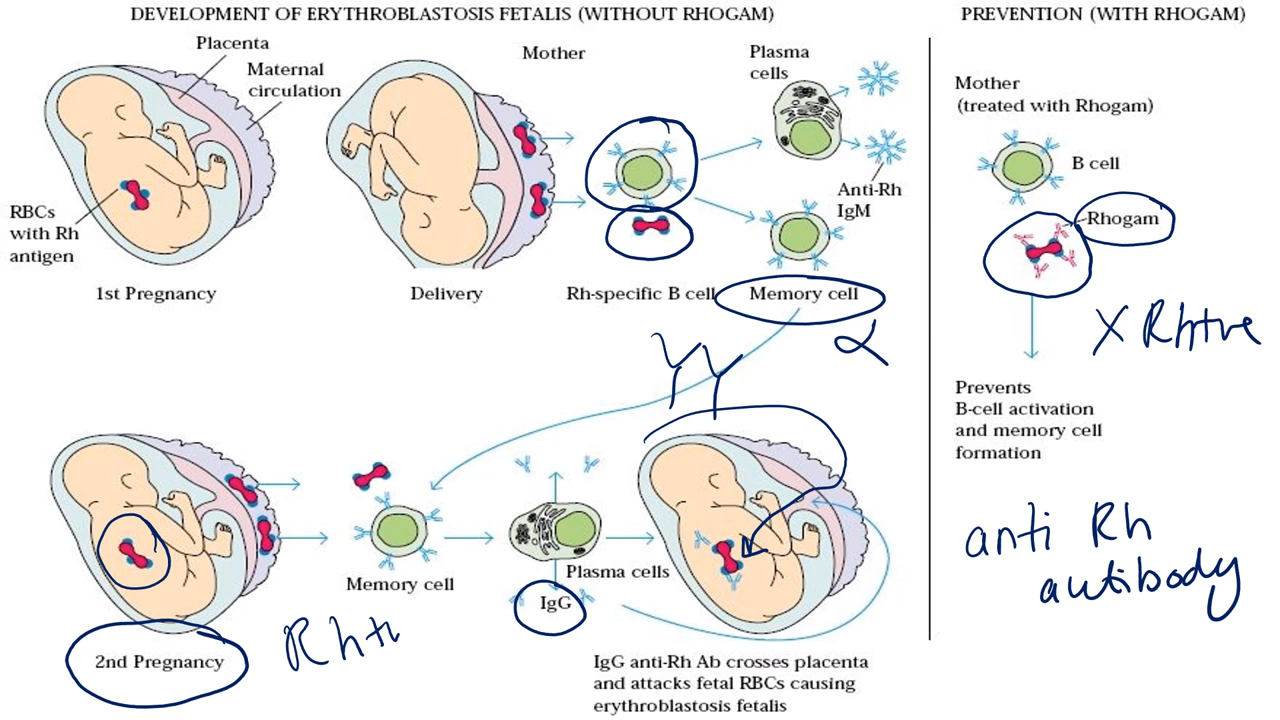 DEVELOPMENT OF ERYTHROBLASTOSIS FETALIS (WITHOUT RHOGAM)
Placenta
Maternal
circulation
RBCs
with Rh
antigen
1st Pregnancy
Delivery
Mother
Rh-specific B cell
Plasma
cells
Anti-Rh
IgM
Memory cell
2nd Pregnancy
Rh+
Memory cell
Plasma cells
IgG
IgG anti-Rh Ab crosses placenta
and attacks fetal RBCs causing
erythroblastosis fetalis
PREVENTION (WITH RHOGAM)
Mother
(treated with Rhogam)
B cell
Rhogam
X Rh+ve
Prevents
B-cell activation
and memory cell
formation
anti Rh
antibody